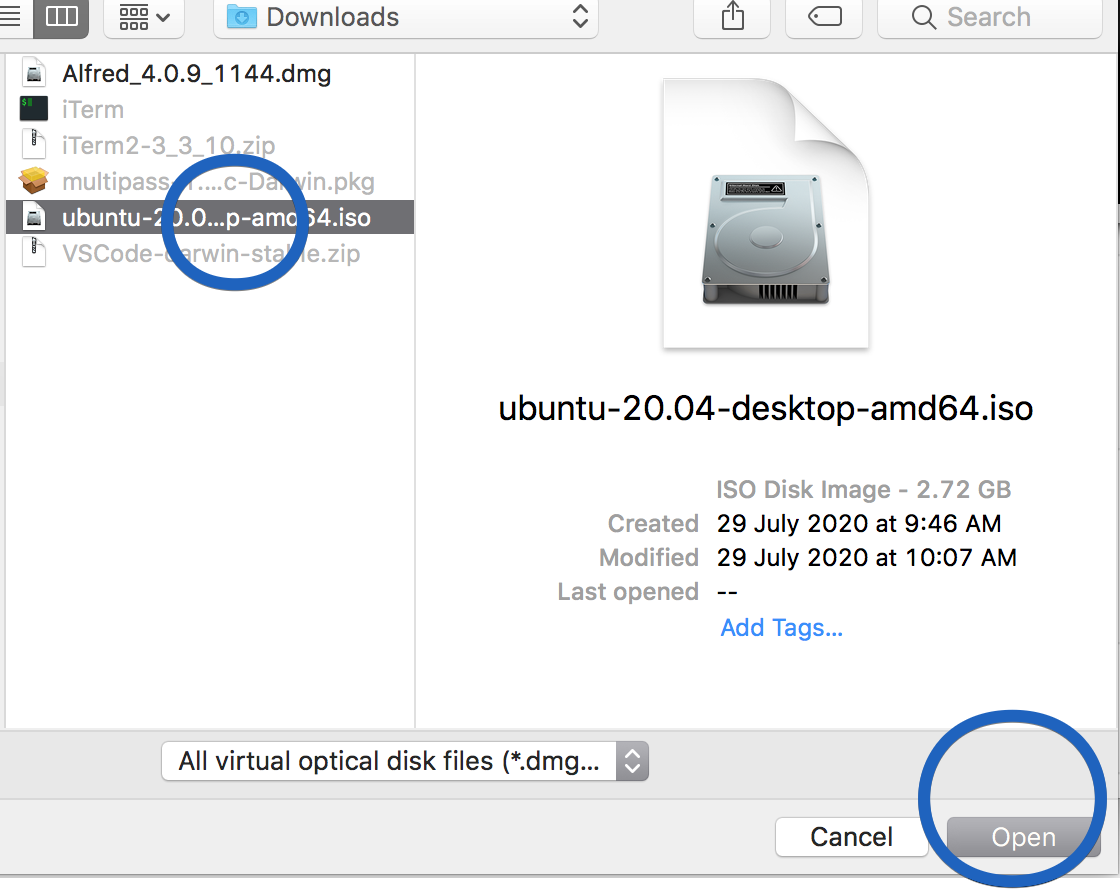 Downloads
Search
Alfred_4.0.9_1144.dmg
iTerm
iTerm2-3_3_10.zip
c-Darwin.pkg
ubuntu-20.0...p-amd64.iso
VSCode-darwin-stable.zip
ubuntu-20.04-desktop-amd64.iso
ISO Disk Image - 2.72 GB
Created 29 July 2020 at 9:46 AM
Modified 29 July 2020 at 10:07 AM
Last opened --
Add Tags...
All virtual optical disk files (*.dmg...
Cancel
Open